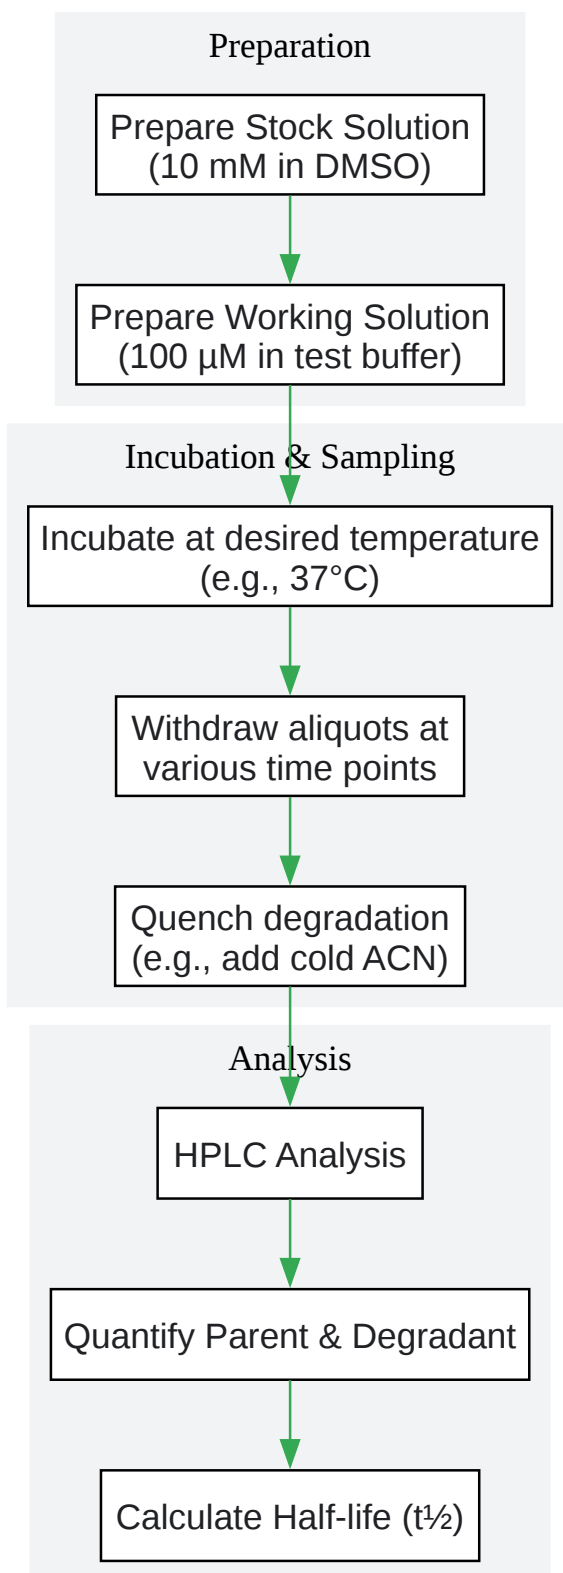 Preparation
Prepare Stock Solution
(10 mM in DMSO)
Prepare Working Solution
(100 µM in test buffer)
Incubation & Sampling
Incubate at desired temperature
(e.g., 37°C)
Withdraw aliquots at
various time points
Quench degradation
(e.g., add cold ACN)
Analysis
HPLC Analysis
Quantify Parent & Degradant
Calculate Half-life (t½)